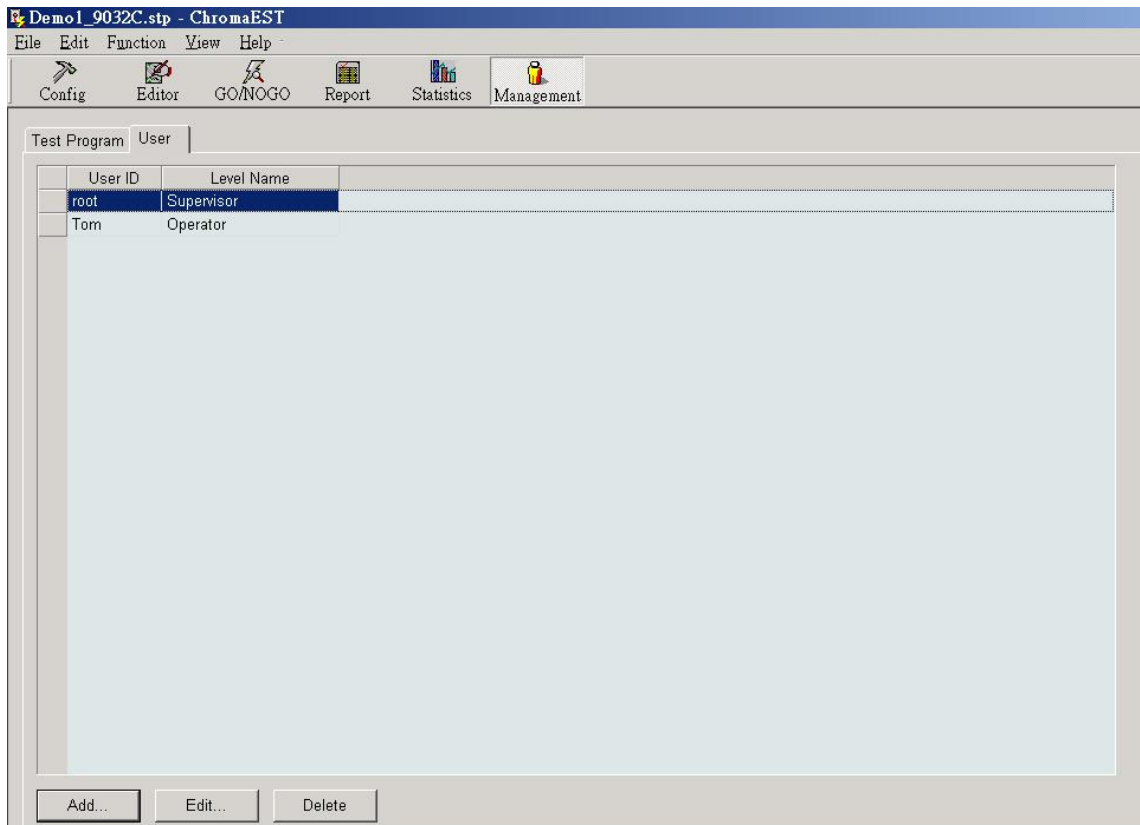 Demo1_9032C.stp - ChromaEST
File Edit Function View Help
Config Editor GO/NOGO Report Statistics Management
Test Program User
User ID Level Name
root Supervisor
Tom Operator
Add... Edit... Delete